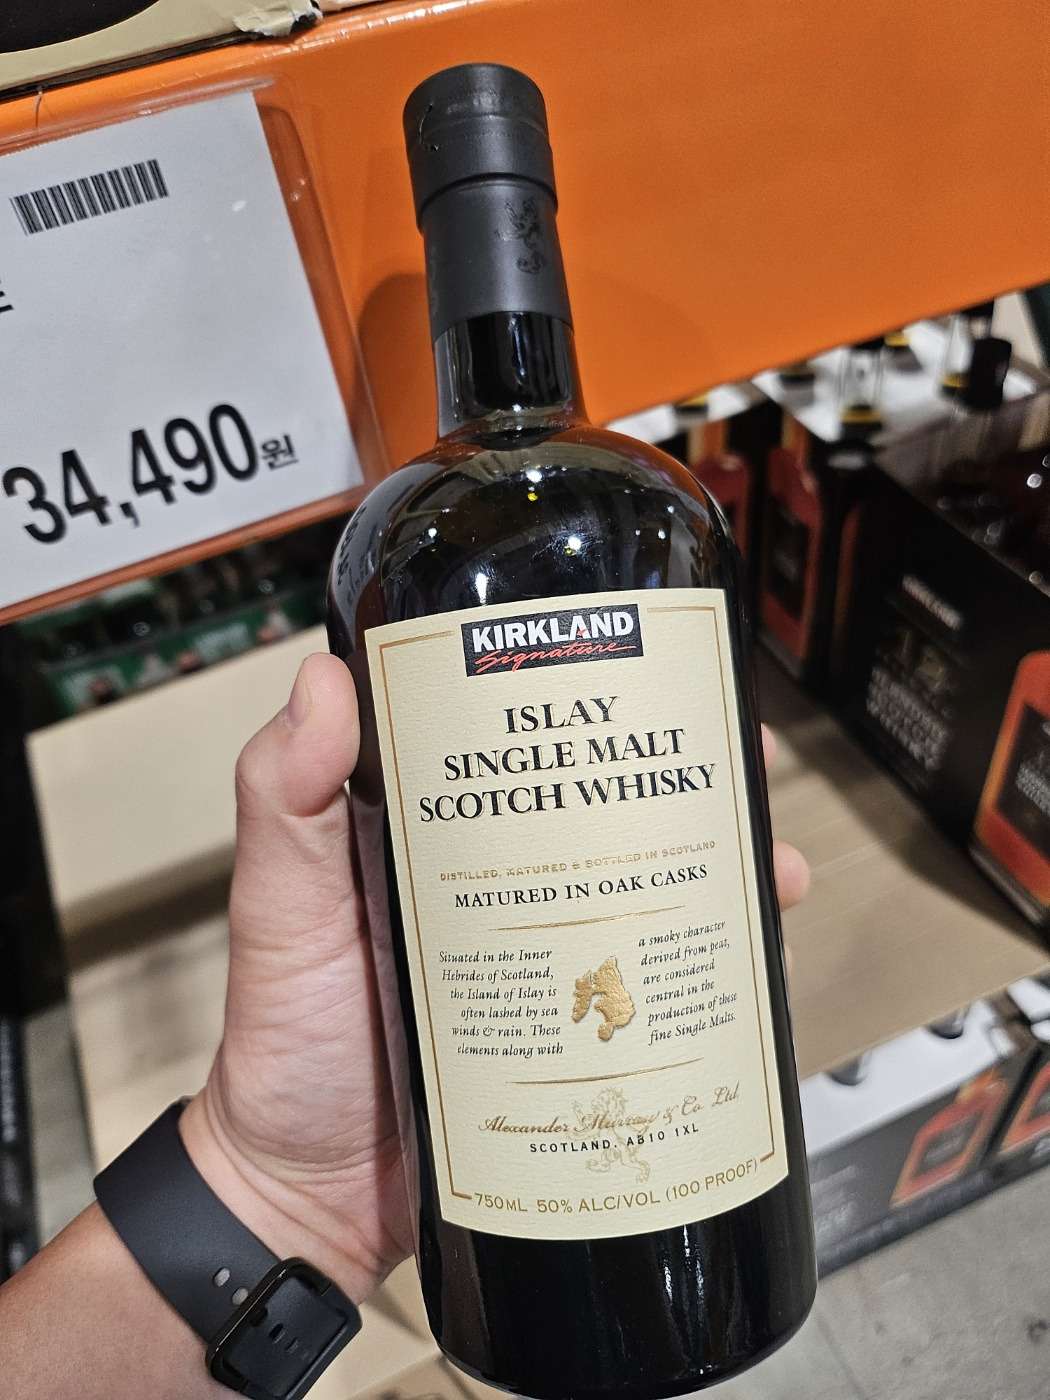 34,490원
KIRKLAND
Signature
ISLAY
SINGLE MALT
SCOTCH WHISKY
DISTILLED, MATURED & BOTTLED IN SCOTLAND
MATURED IN OAK CASKS
Situated in the Inner
Hebrides of Scotland,
the Island of Islay is
often lashed by sea
winds & rain. These
elements along with
a smoky character
derived from peat,
are considered
central in the
production of these
fine Single Malts.
Alexander Murray & Co. Ltd.
SCOTLAND. AB10 1XL
750ML 50% ALC/VOL (100 PROOF)
KIRKLAND